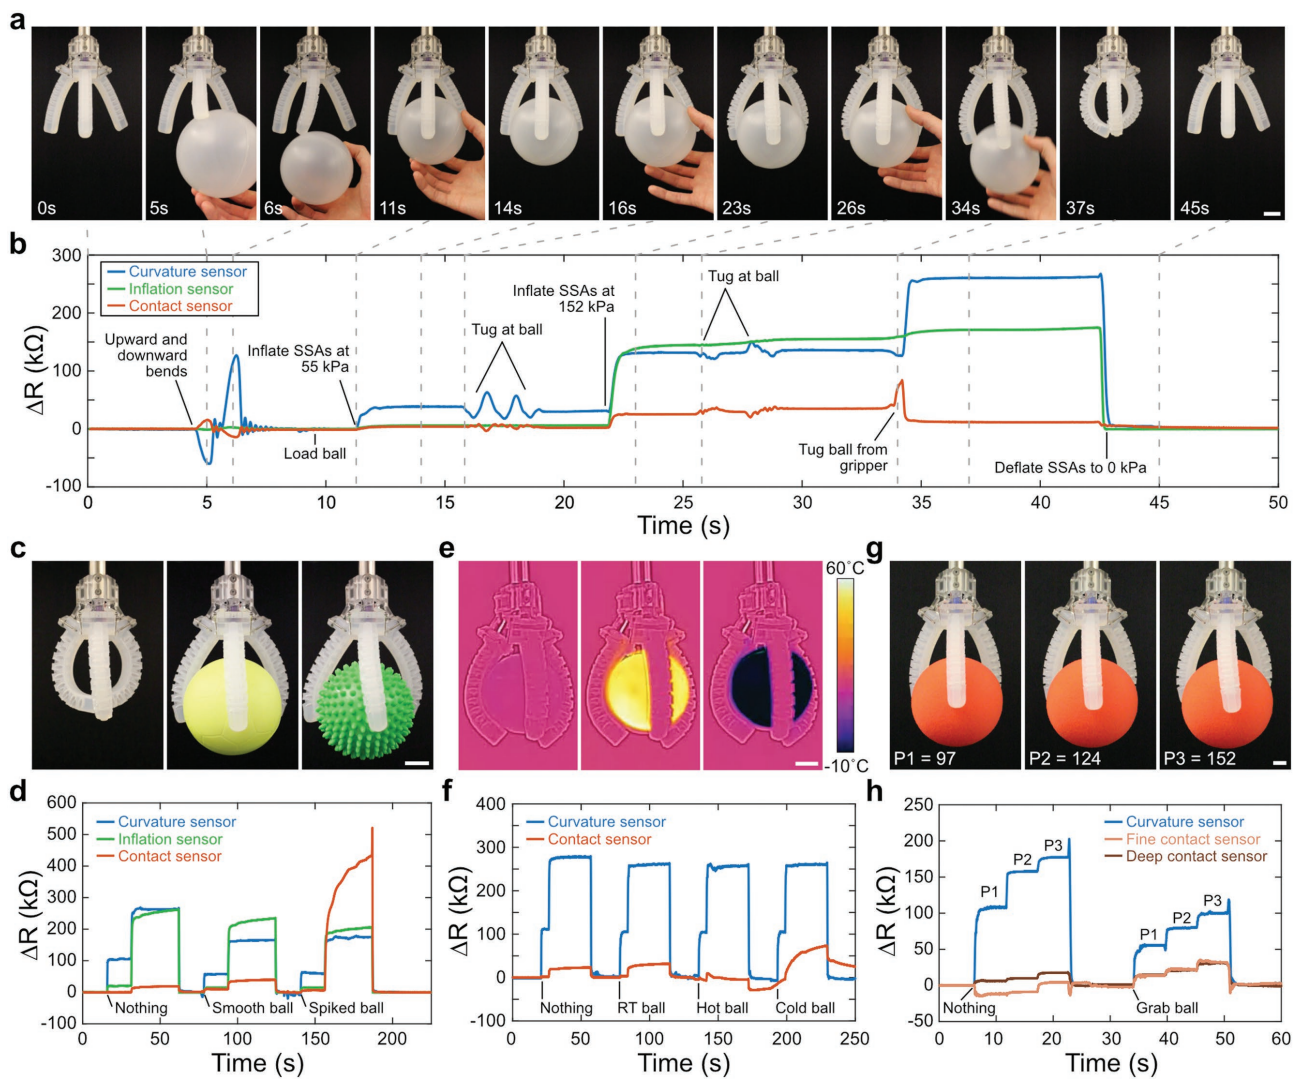 a
0s
5s
6s
11s
14s
16s
23s
26s
34s
37s
45s
b
300
200
100
0
-100
ΔR (kΩ)
Curvature sensor
Inflation sensor
Contact sensor
Upward and
downward
bends
Inflate SSAs at
55 kPa
Load ball
Tug at ball
Inflate SSAs at
152 kPa
Tug at ball
Tug ball from
gripper
Deflate SSAs to 0 kPa
0 5 10 15 20 25 30 35 40 45 50
Time (s)
c
e
60˚C
-10˚C
g
P1 = 97
P2 = 124
P3 = 152
d
600
500
400
300
200
100
0
-100
ΔR (kΩ)
Curvature sensor
Inflation sensor
Contact sensor
Nothing
Smooth ball
Spiked ball
0 50 100 150 200
Time (s)
f
400
300
200
100
0
-100
ΔR (kΩ)
Curvature sensor
Contact sensor
Nothing
RT ball
Hot ball
Cold ball
0 50 100 150 200 250
Time (s)
h
250
200
150
100
50
0
-50
ΔR (kΩ)
Curvature sensor
Fine contact sensor
Deep contact sensor
P1
P2
P3
P1
P2
P3
Nothing
Grab ball
0 10 20 30 40 50 60
Time (s)